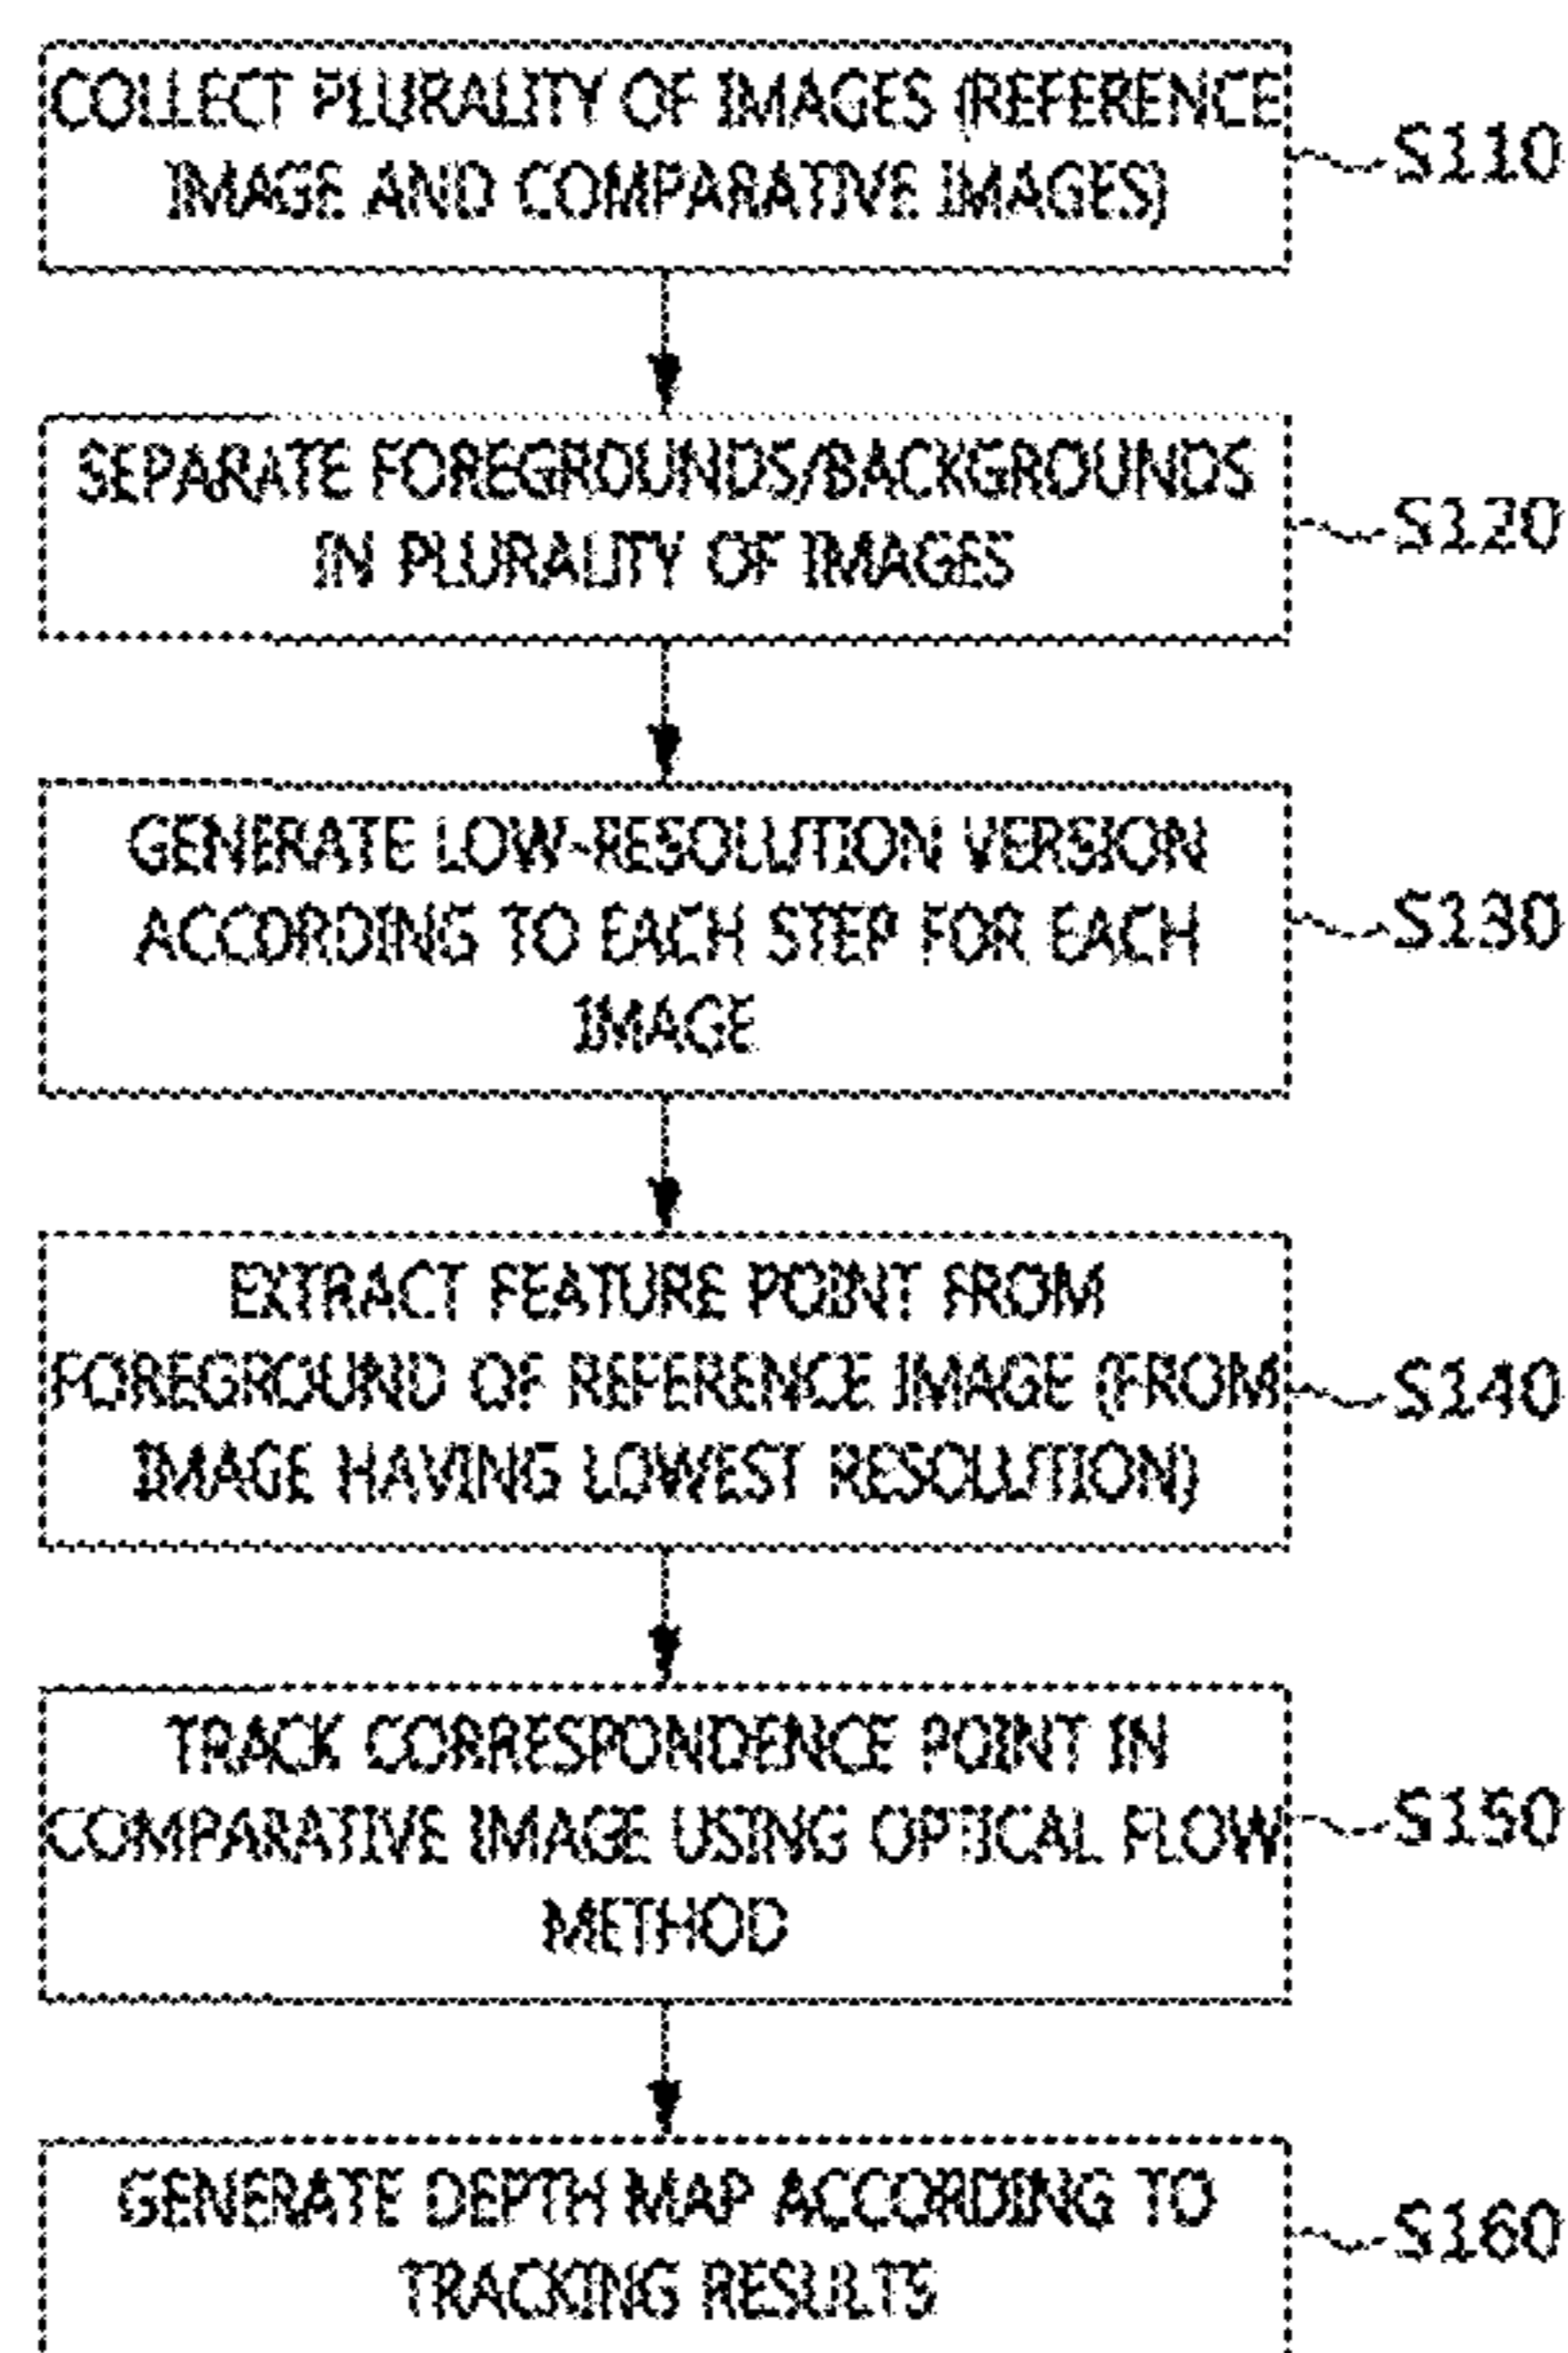 COLLECT PLURALITY OF IMAGES (REFERENCE
IMAGE AND COMPARATIVE IMAGES)
S110
SEPARATE FOREGROUNDS/BACKGROUNDS
IN PLURALITY OF IMAGES
S120
GENERATE LOW-RESOLUTION VERSION
ACCORDING TO EACH STEP FOR EACH
IMAGE
S130
EXTRACT FEATURE POINT FROM
FOREGROUND OF REFERENCE IMAGE (FROM
IMAGE HAVING LOWEST RESOLUTION)
S140
TRACK CORRESPONDENCE POINT IN
COMPARATIVE IMAGE USING OPTICAL FLOW
METHOD
S150
GENERATE DEPTH MAP ACCORDING TO
TRACKING RESULTS
S160